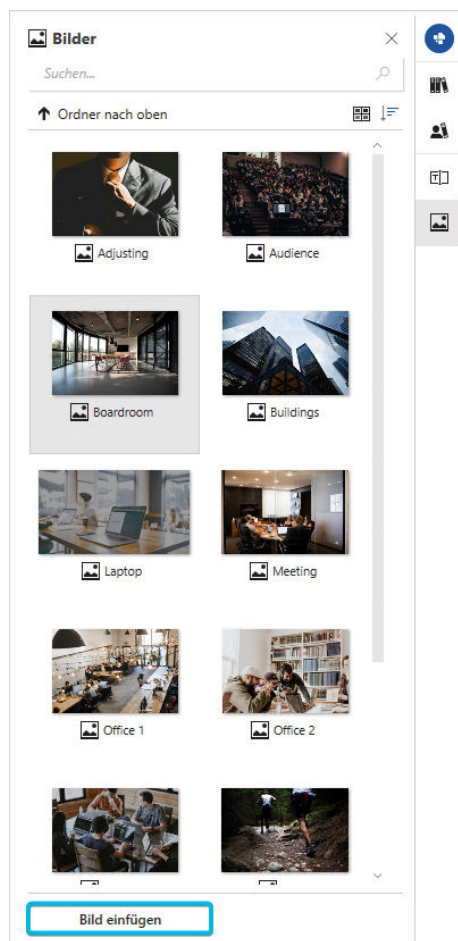 Bilder
Suchen...
Ordner nach oben
Adjusting
Audience
Boardroom
Buildings
Laptop
Meeting
Office 1
Office 2
Bild einfügen